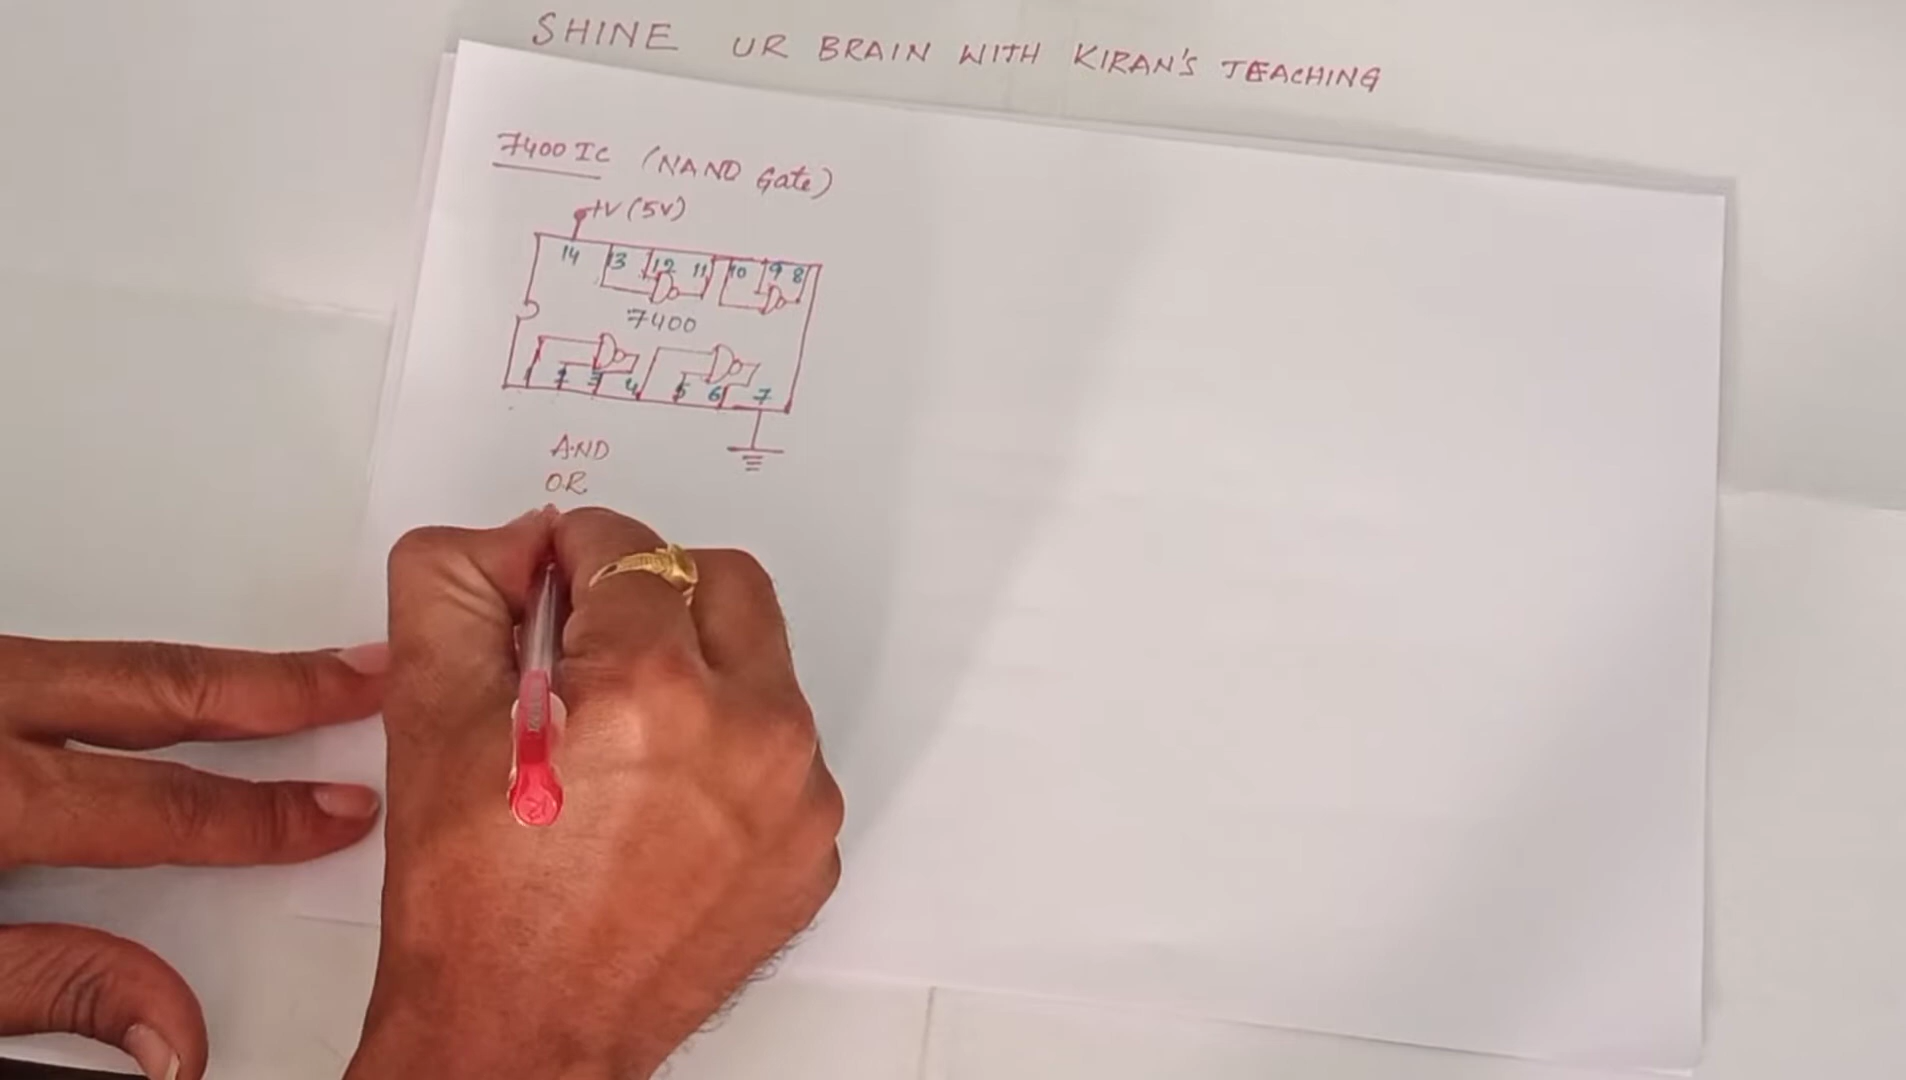 SHINE UR BRAIN WITH KIRAN'S TEACHING
7400 IC (NAND Gate)
+V (5V)
14 13 12 11 10 9 8
7400
1 2 3 4 5 6 7
AND
OR